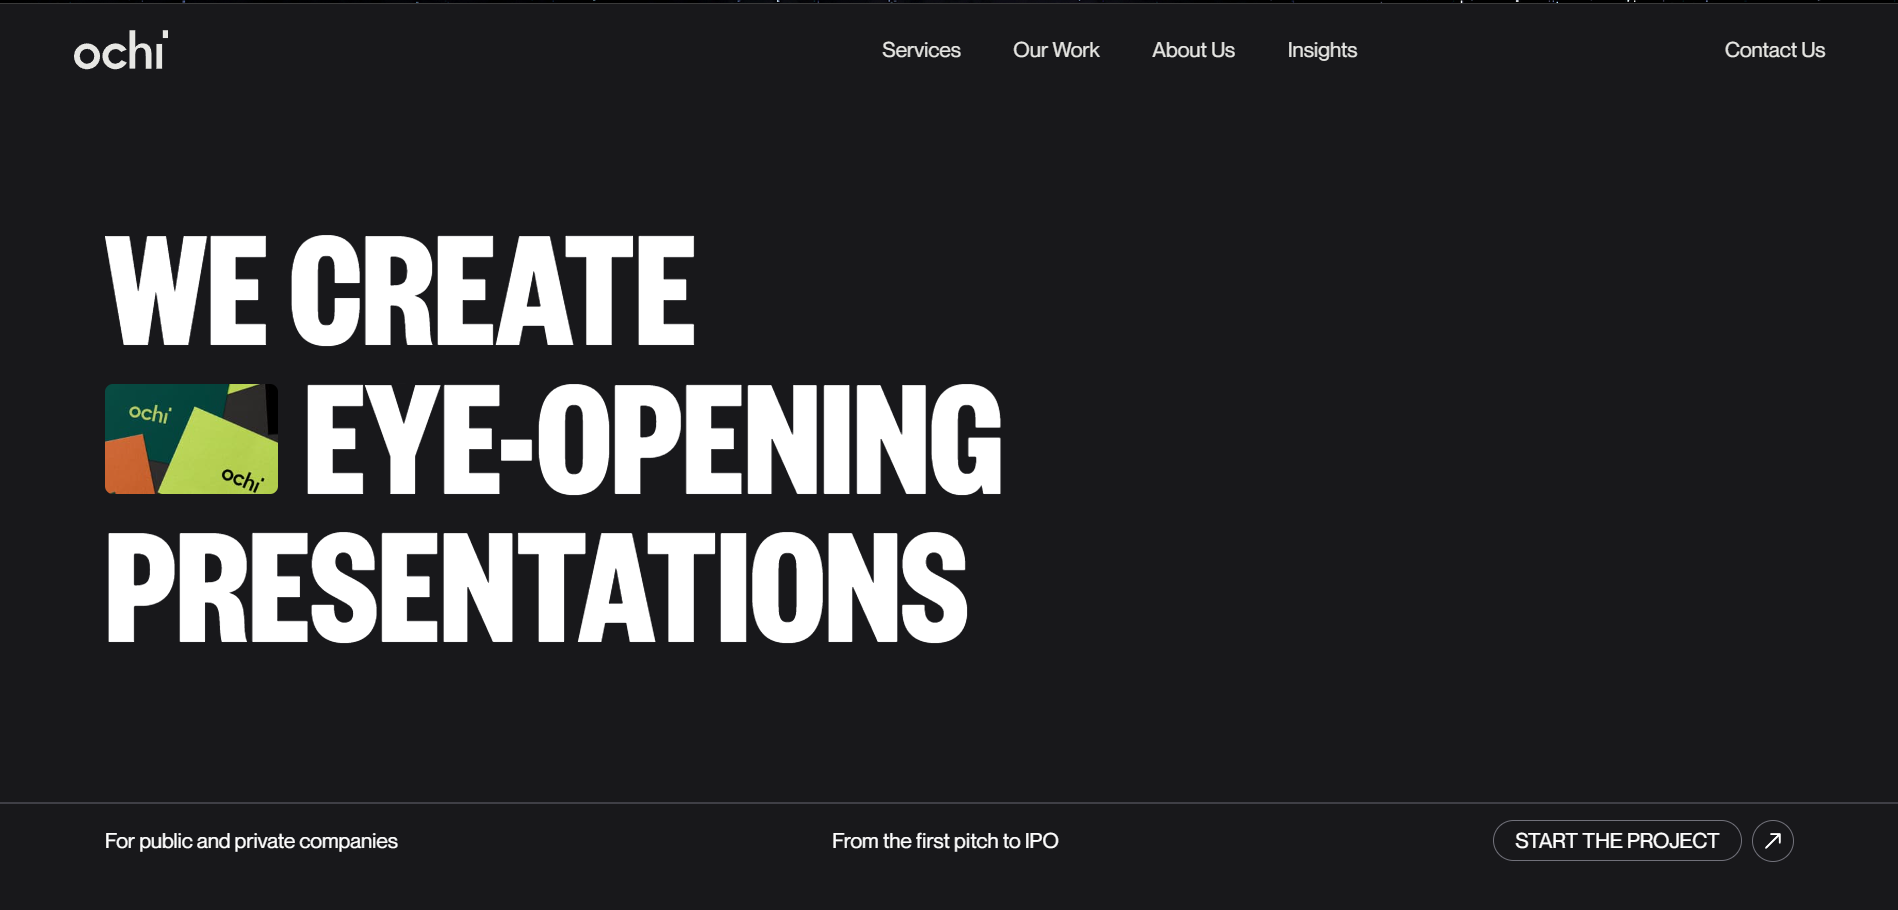 ochi
Services Our Work About Us Insights Contact Us
WE CREATE
ochi
ochi
EYE-OPENING
PRESENTATIONS
For public and private companies From the first pitch to IPO START THE PROJECT